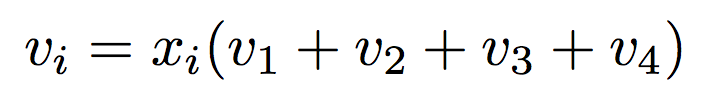 v_i = x_i(v_1 + v_2 + v_3 + v_4)